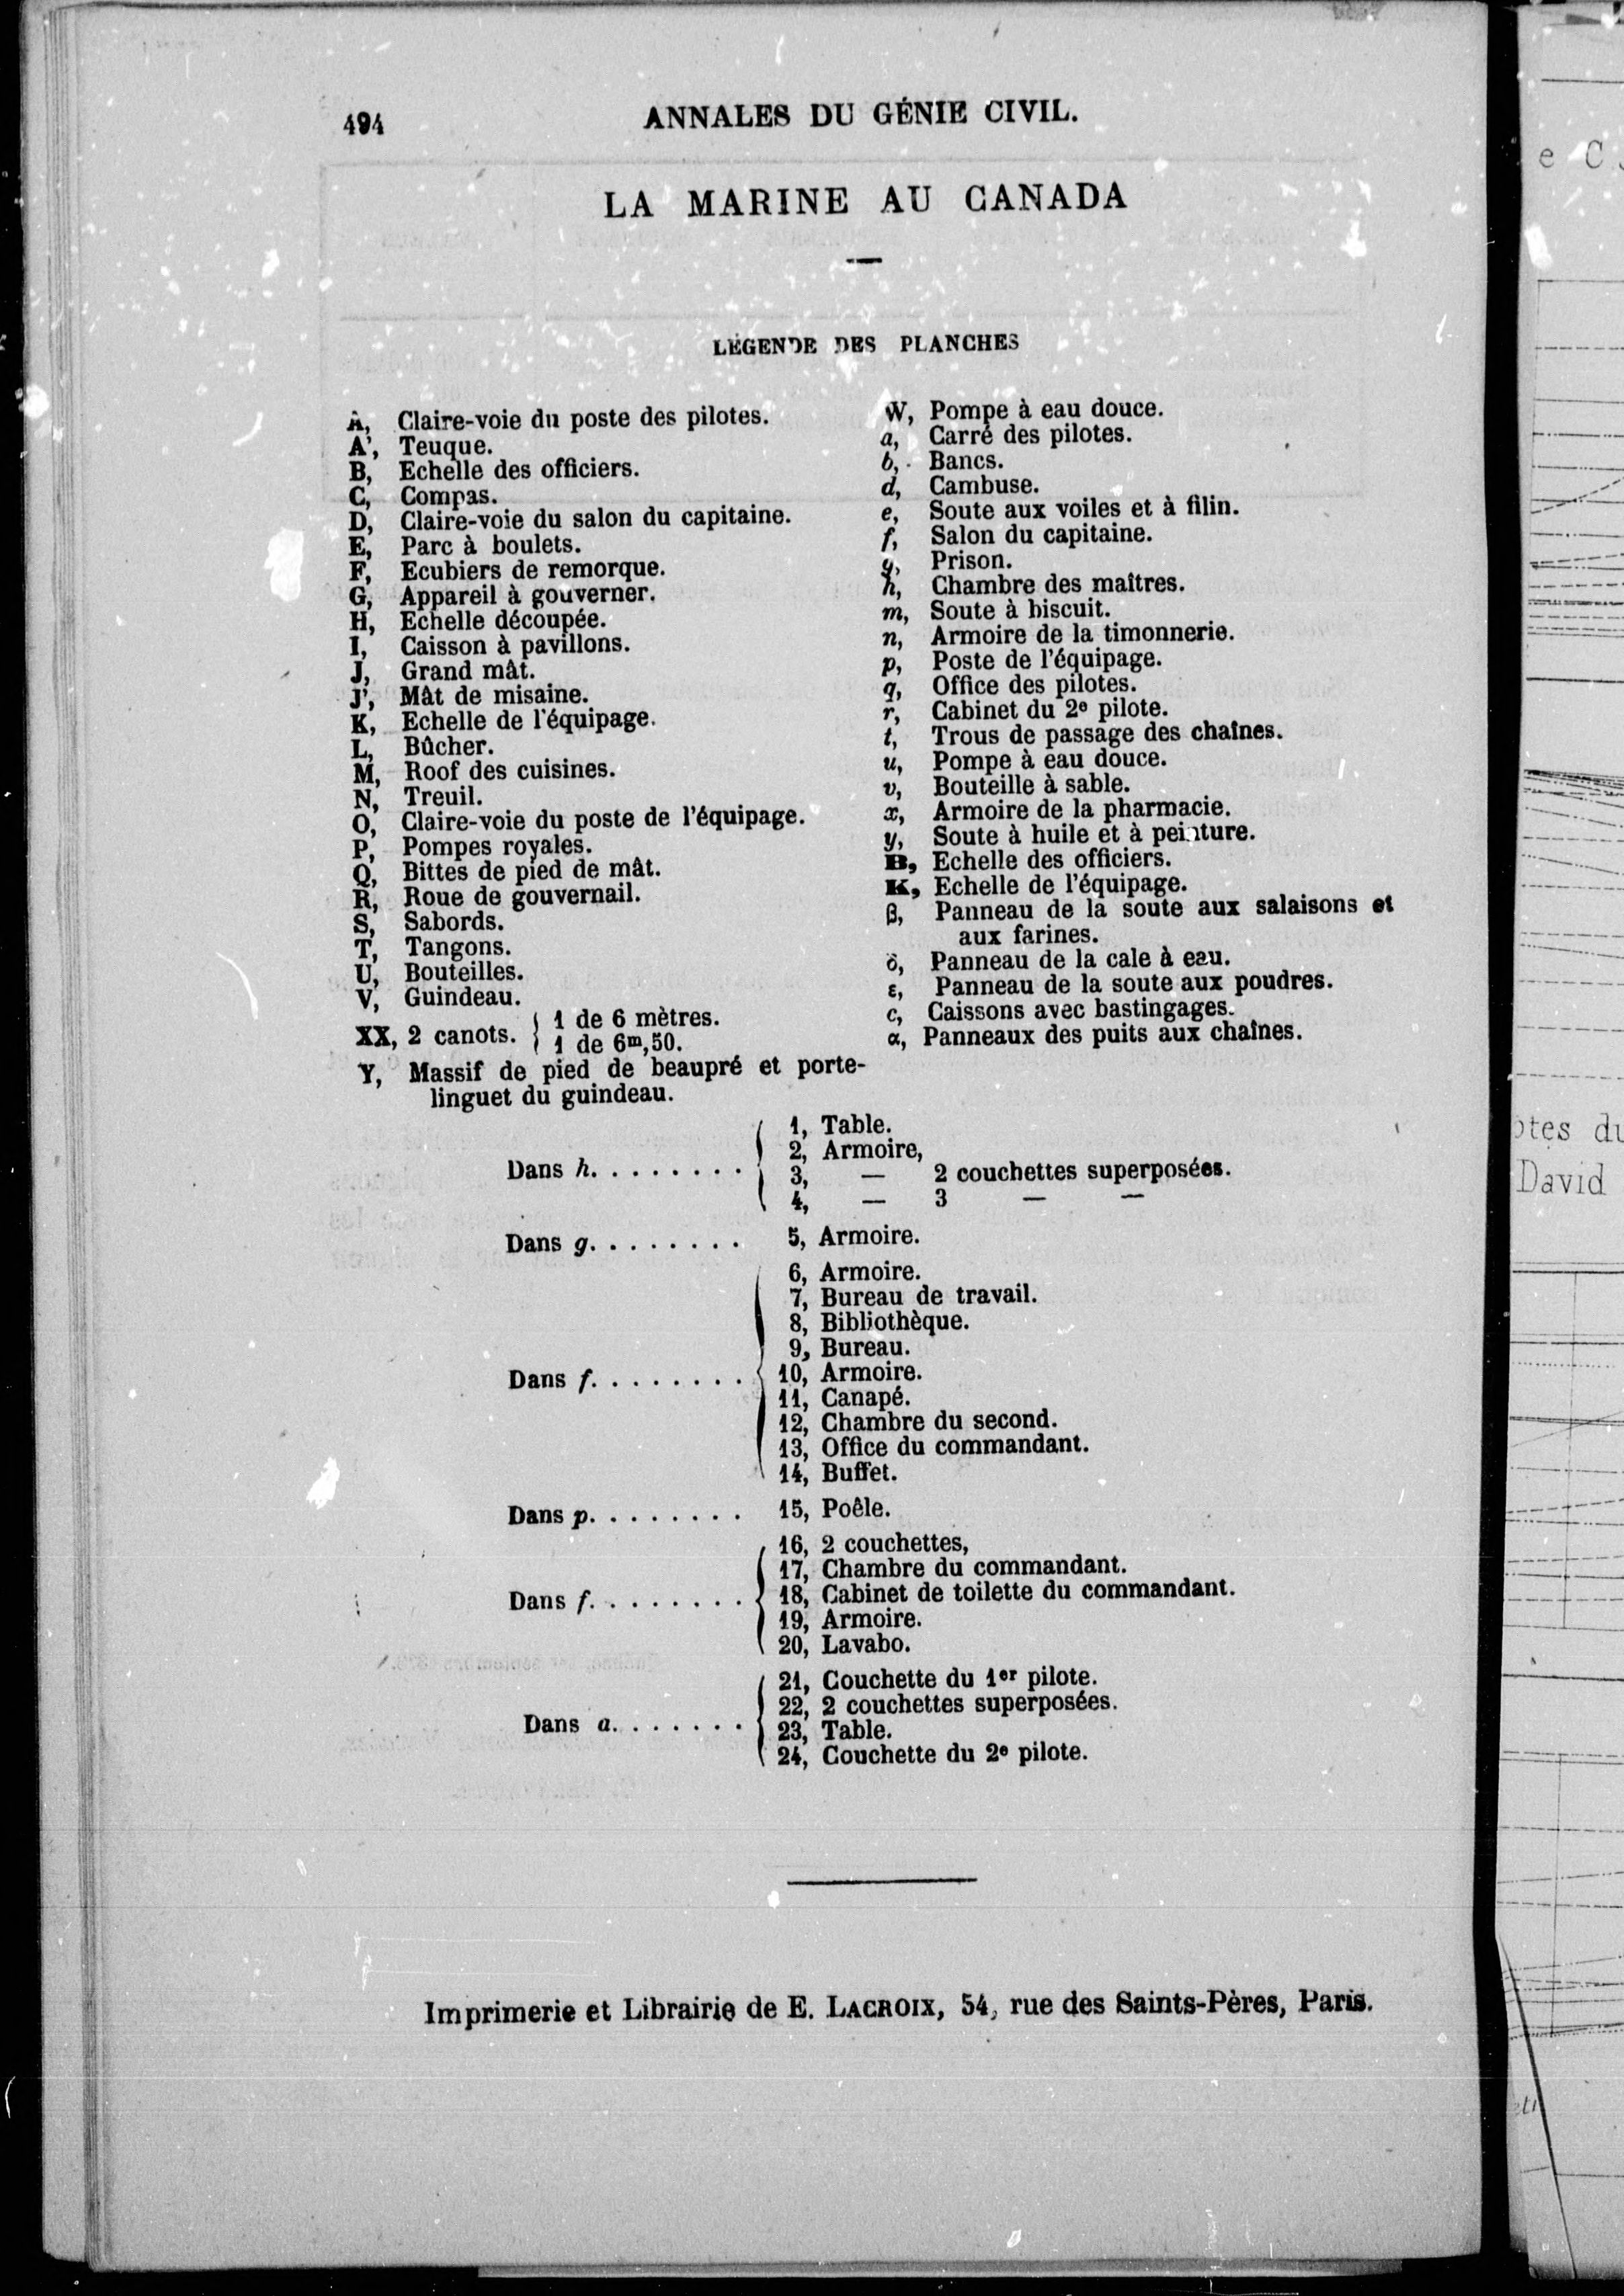 494
ANNALES DU GÉNIE CIVIL.
LA MARINE AU CANADA
LÉGENDE DES PLANCHES
A, Claire-voie du poste des pilotes.
A', Teuque.
B, Echelle des officiers.
C, Compas.
D, Claire-voie du salon du capitaine.
E, Parc à boulets.
F, Ecubiers de remorque.
G, Appareil à gouverner.
H, Echelle découpée.
I, Caisson à pavillons.
J, Grand mât.
J', Mât de misaine.
K, Echelle de l'équipage.
L, Bûcher.
M, Roof des cuisines.
N, Treuil.
O, Claire-voie du poste de l'équipage.
P, Pompes royales.
Q, Bittes de pied de mât.
R, Roue de gouvernail.
S, Sabords.
T, Tangons.
U, Bouteilles.
V, Guindeau.
XX, 2 canots. { 1 de 6 mètres.
{ 1 de 6m,50.
Y, Massif de pied de beaupré et porte-
linguet du guindeau.
W, Pompe à eau douce.
a, Carré des pilotes.
b, Bancs.
d, Cambuse.
e, Soute aux voiles et à filin.
f, Salon du capitaine.
g, Prison.
h, Chambre des maîtres.
m, Soute à biscuit.
n, Armoire de la timonnerie.
p, Poste de l'équipage.
q, Office des pilotes.
r, Cabinet du 2e pilote.
t, Trous de passage des chaînes.
u, Pompe à eau douce.
v, Bouteille à sable.
x, Armoire de la pharmacie.
y, Soute à huile et à peinture.
B, Echelle des officiers.
K, Echelle de l'équipage.
β, Panneau de la soute aux salaisons et
aux farines.
δ, Panneau de la cale à eau.
ε, Panneau de la soute aux poudres.
c, Caissons avec bastingages.
α, Panneaux des puits aux chaînes.
Dans h. . . . . . . .
1, Table.
2, Armoire,
3, — 2 couchettes superposées.
4, — 3 — —
Dans g. . . . . . . . 5, Armoire.
Dans f. . . . . . . .
6, Armoire.
7, Bureau de travail.
8, Bibliothèque.
9, Bureau.
10, Armoire.
11, Canapé.
12, Chambre du second.
13, Office du commandant.
14, Buffet.
Dans p. . . . . . . . 15, Poêle.
Dans f. . . . . . . .
16, 2 couchettes,
17, Chambre du commandant.
18, Cabinet de toilette du commandant.
19, Armoire.
20, Lavabo.
Dans a. . . . . . .
21, Couchette du 1er pilote.
22, 2 couchettes superposées.
23, Table.
24, Couchette du 2e pilote.
Imprimerie et Librairie de E. LACROIX, 54, rue des Saints-Pères, Paris.
e C
du
David